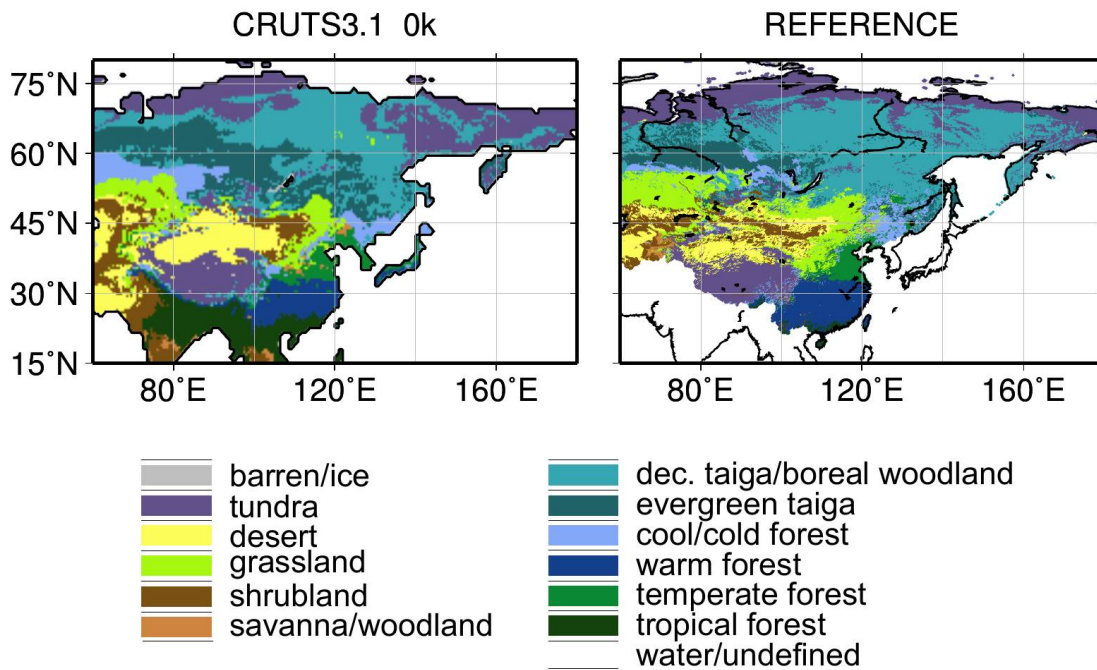 CRUTS3.1 0k
REFERENCE
75˚N
60˚N
45˚N
30˚N
15˚N
80˚E
120˚E
160˚E
80˚E
120˚E
160˚E
barren/ice
tundra
desert
grassland
shrubland
savanna/woodland
dec. taiga/boreal woodland
evergreen taiga
cool/cold forest
warm forest
temperate forest
tropical forest
water/undefined